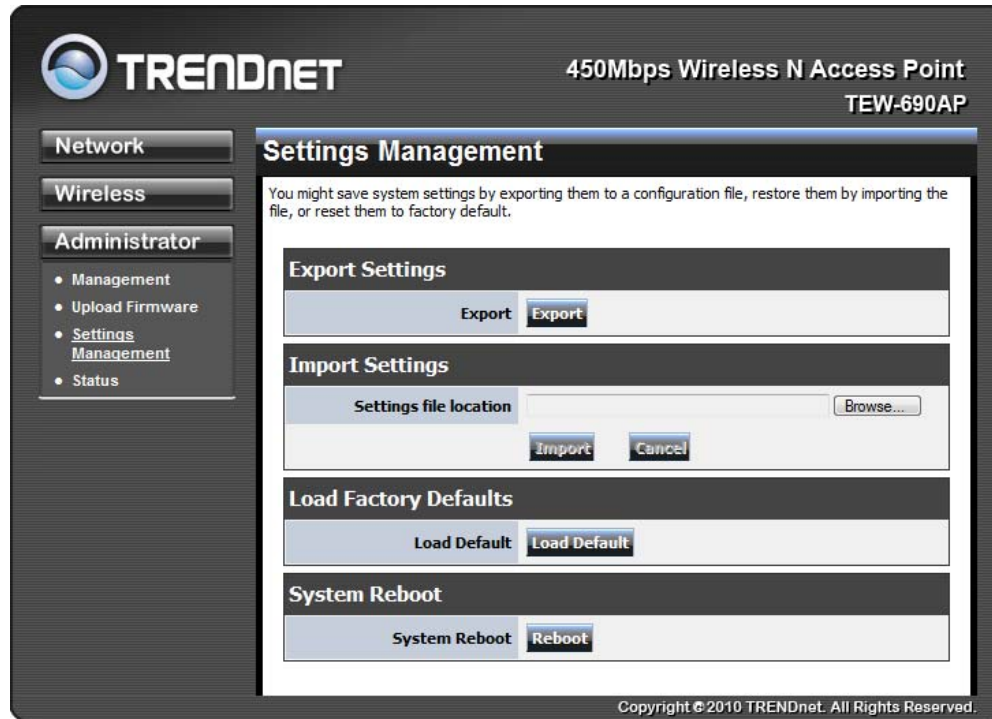 TRENDNET
450Mbps Wireless N Access Point
TEW-690AP
Network
Wireless
Administrator
Management
Upload Firmware
Settings
Management
Status
Settings Management
You might save system settings by exporting them to a configuration file, restore them by importing the
file, or reset them to factory default.
Export Settings
Export Export
Import Settings
Settings file location Browse...
Import Cancel
Load Factory Defaults
Load Default Load Default
System Reboot
System Reboot Reboot
Copyright © 2010 TRENDnet. All Rights Reserved.